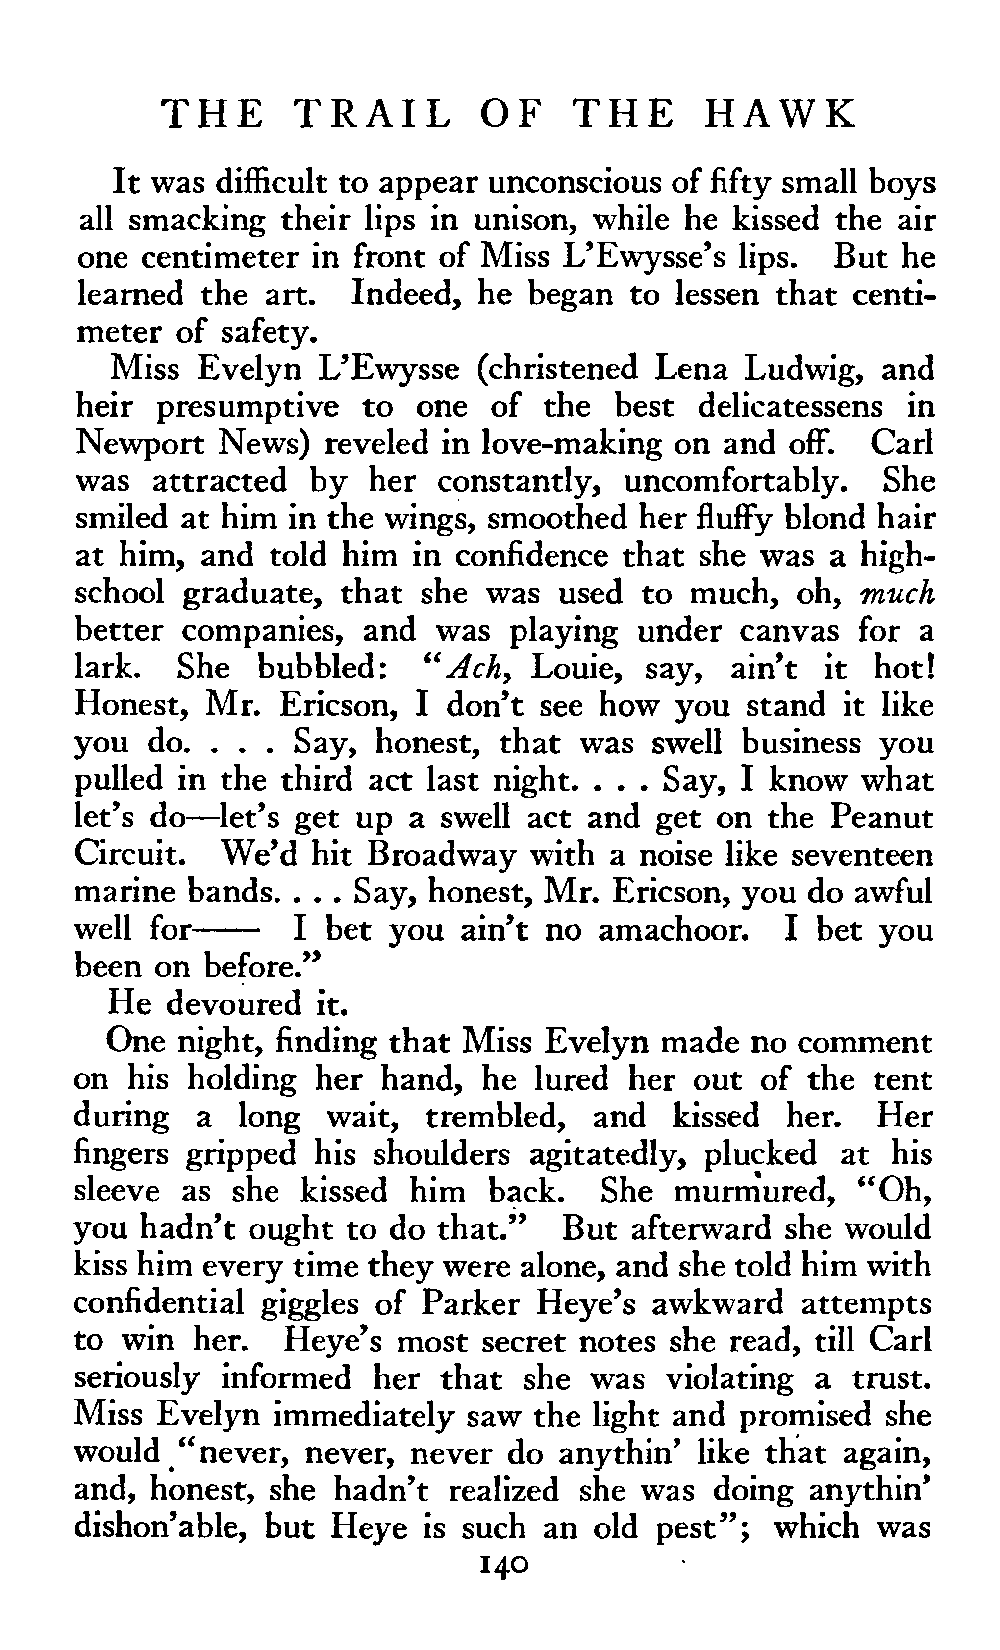 THE TRAIL OF THE HAWK
It was difficult to appear unconscious of fifty small boys
all smacking their lips in unison, while he kissed the air
one centimeter in front of Miss L'Ewysse's lips. But he
learned the art. Indeed, he began to lessen that centi-
meter of safety.
Miss Evelyn L'Ewysse (christened Lena Ludwig, and
heir presumptive to one of the best delicatessens in
Newport News) reveled in love-making on and off. Carl
was attracted by her constantly, uncomfortably. She
smiled at him in the wings, smoothed her fluffy blond hair
at him, and told him in confidence that she was a high-
school graduate, that she was used to much, oh, much
better companies, and was playing under canvas for a
lark. She bubbled: "Ach, Louie, say, ain't it hot!
Honest, Mr. Ericson, I don't see how you stand it like
you do. . . . Say, honest, that was swell business you
pulled in the third act last night. . . . Say, I know what
let's do—let's get up a swell act and get on the Peanut
Circuit. We'd hit Broadway with a noise like seventeen
marine bands. . . . Say, honest, Mr. Ericson, you do awful
well for—— I bet you ain't no amachoor. I bet you
been on before."
He devoured it.
One night, finding that Miss Evelyn made no comment
on his holding her hand, he lured her out of the tent
during a long wait, trembled, and kissed her. Her
fingers gripped his shoulders agitatedly, plucked at his
sleeve as she kissed him back. She murmured, "Oh,
you hadn't ought to do that." But afterward she would
kiss him every time they were alone, and she told him with
confidential giggles of Parker Heye's awkward attempts
to win her. Heye's most secret notes she read, till Carl
seriously informed her that she was violating a trust.
Miss Evelyn immediately saw the light and promised she
would "never, never, never do anythin' like that again,
and, honest, she hadn't realized she was doing anythin'
dishon'able, but Heye is such an old pest"; which was
140